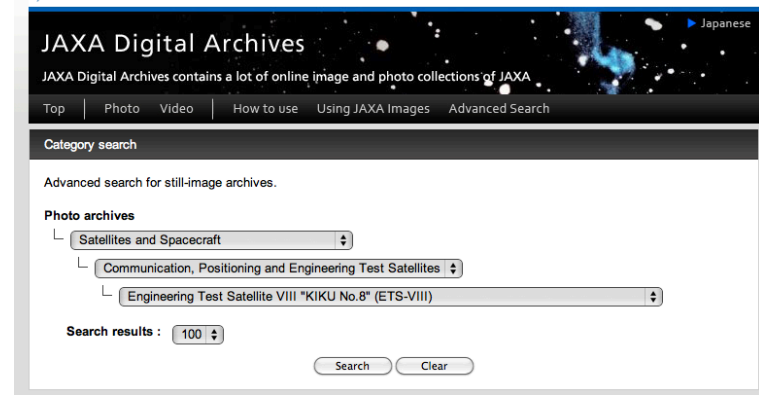 Japanese
JAXA Digital Archives
JAXA Digital Archives contains a lot of online image and photo collections of JAXA
Top Photo Video How to use Using JAXA Images Advanced Search
Category search
Advanced search for still-image archives.
Photo archives
Satellites and Spacecraft
Communication, Positioning and Engineering Test Satellites
Engineering Test Satellite VIII "KIKU No.8" (ETS-VIII)
Search results : 100
Search Clear